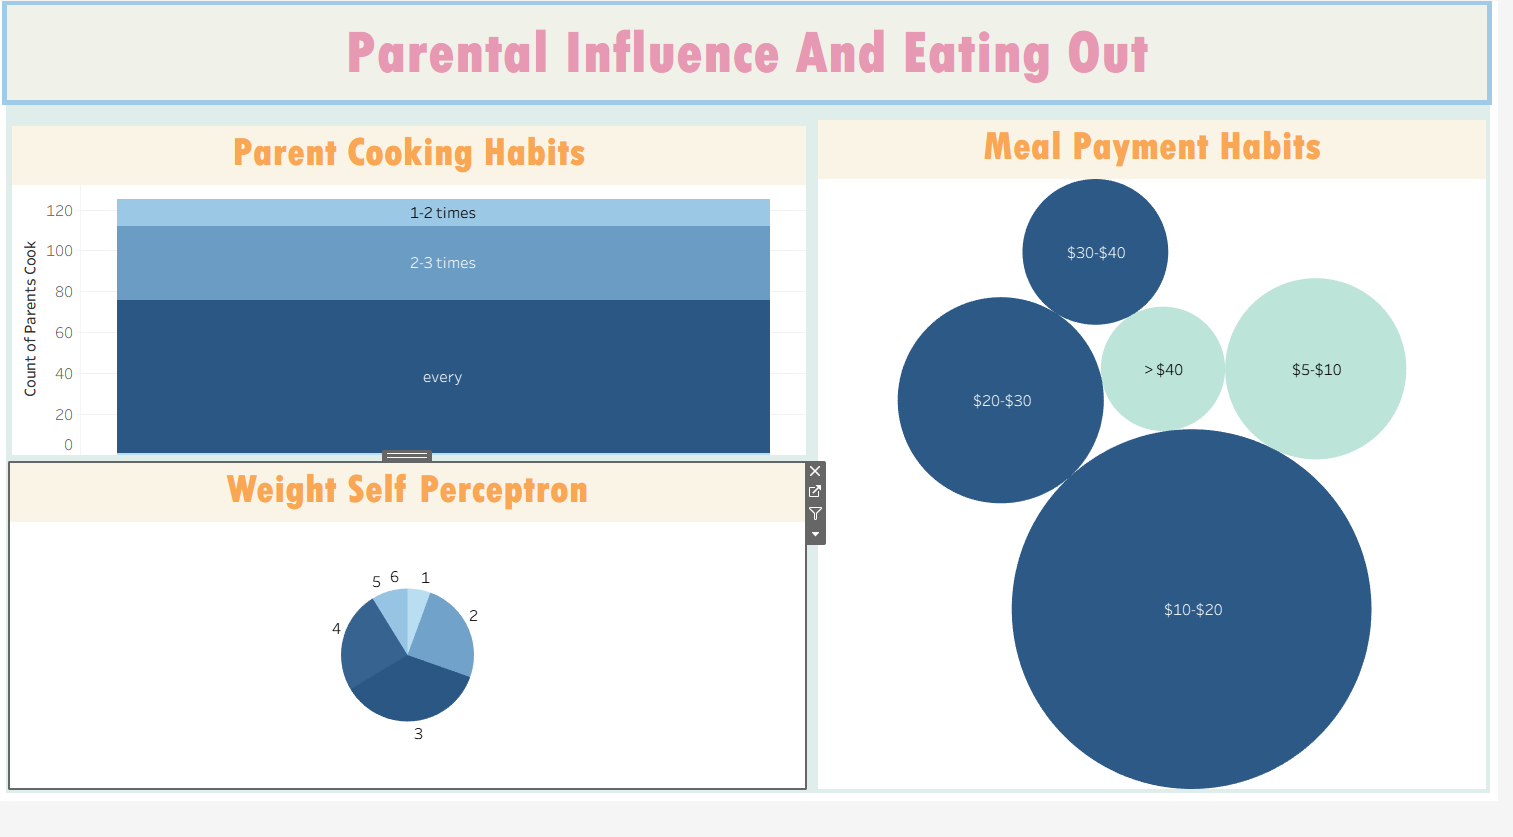 Parental Influence And Eating Out
Parent Cooking Habits
Count of Parents Cook
120
100
80
60
40
20
0
1-2 times
2-3 times
every
Weight Self Perceptron
5 6 1
4
2
3
Meal Payment Habits
$30-$40
$20-$30
> $40
$5-$10
$10-$20